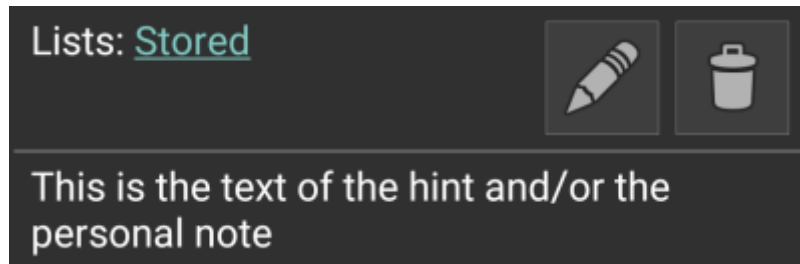 Lists: Stored
This is the text of the hint and/or the
personal note